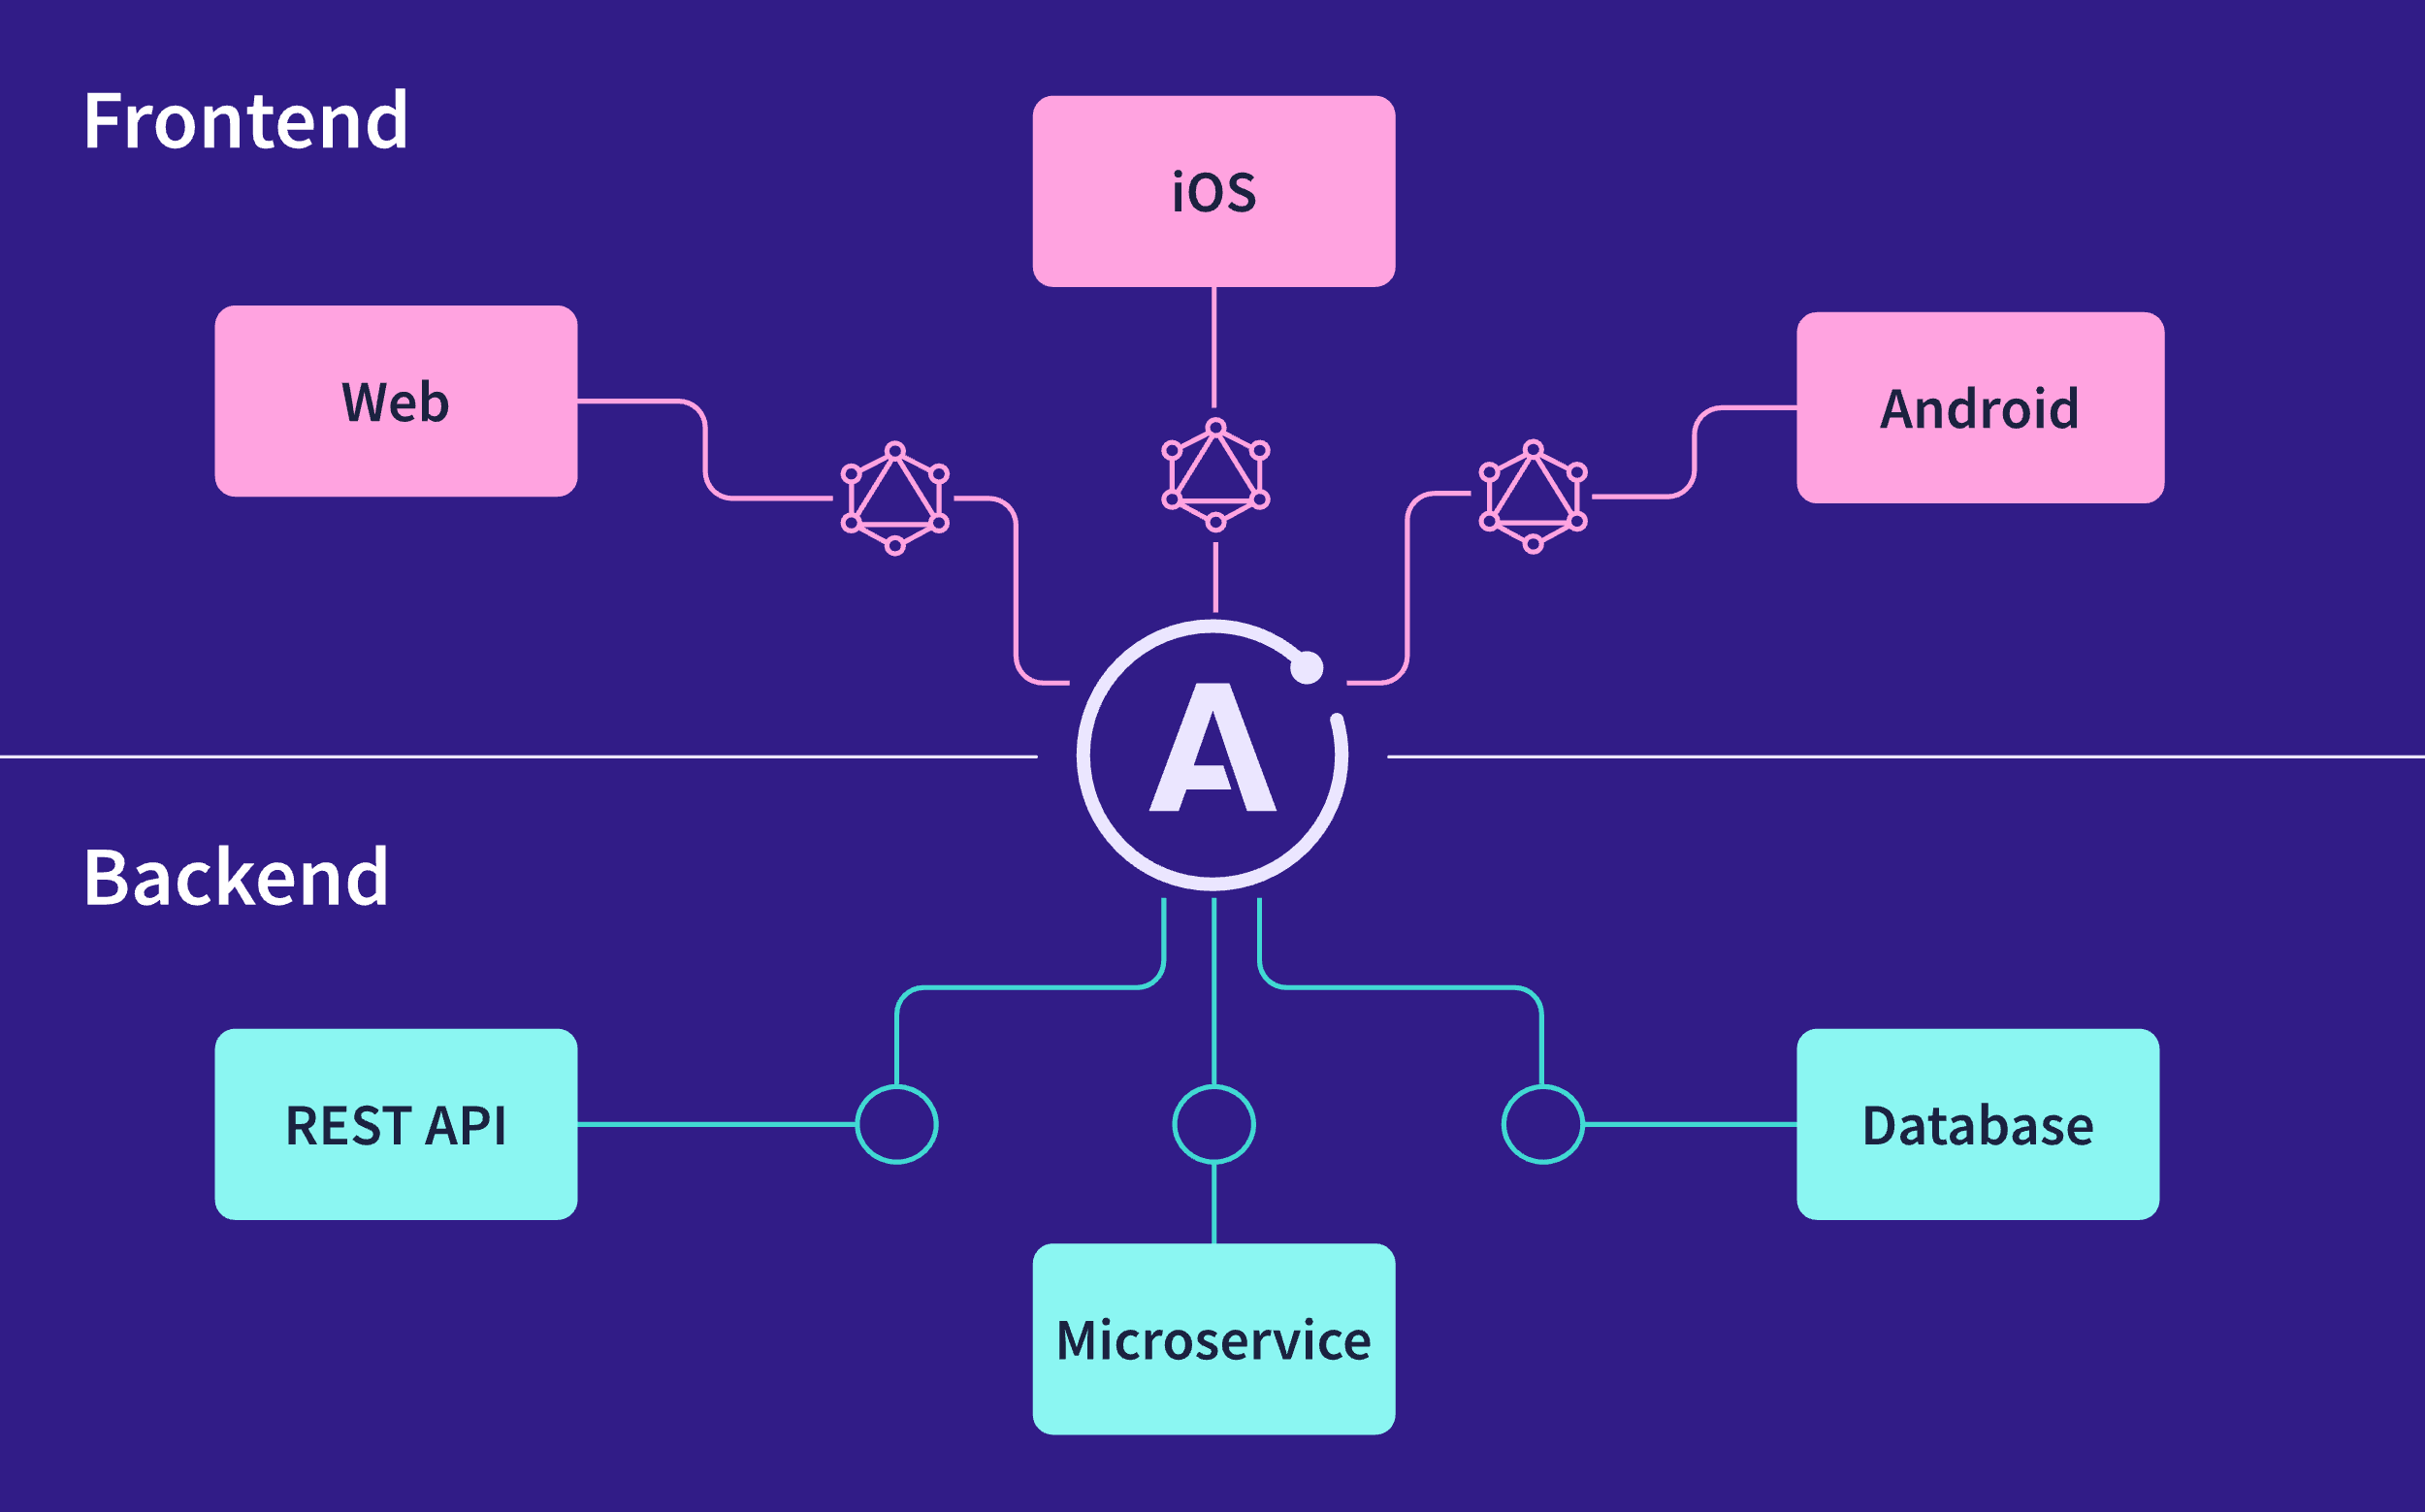 Frontend
iOS
Web
Android
A
Backend
REST API
Database
Microservice